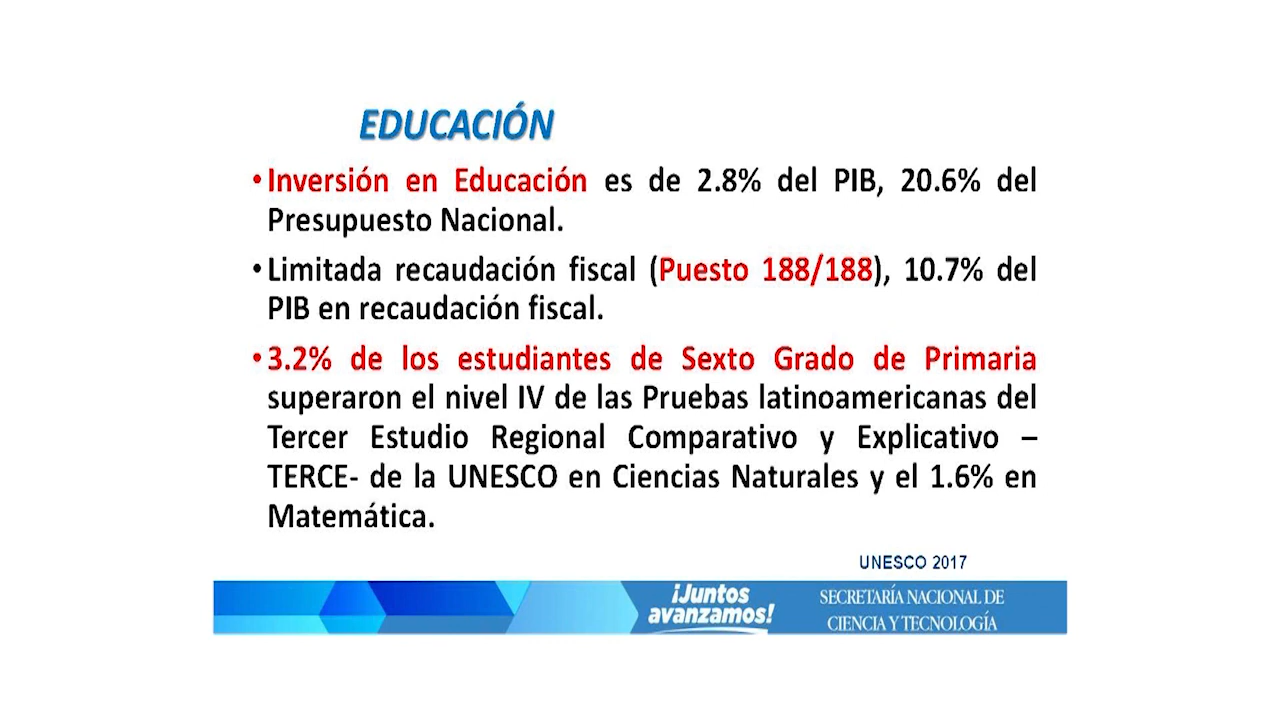 EDUCACIÓN
•Inversión en Educación es de 2.8% del PIB, 20.6% del
Presupuesto Nacional.
•Limitada recaudación fiscal (Puesto 188/188), 10.7% del
PIB en recaudación fiscal.
•3.2% de los estudiantes de Sexto Grado de Primaria
superaron el nivel IV de las Pruebas latinoamericanas del
Tercer Estudio Regional Comparativo y Explicativo –
TERCE- de la UNESCO en Ciencias Naturales y el 1.6% en
Matemática.
UNESCO 2017
¡Juntos
avanzamos!
SECRETARÍA NACIONAL DE
CIENCIA Y TECNOLOGÍA